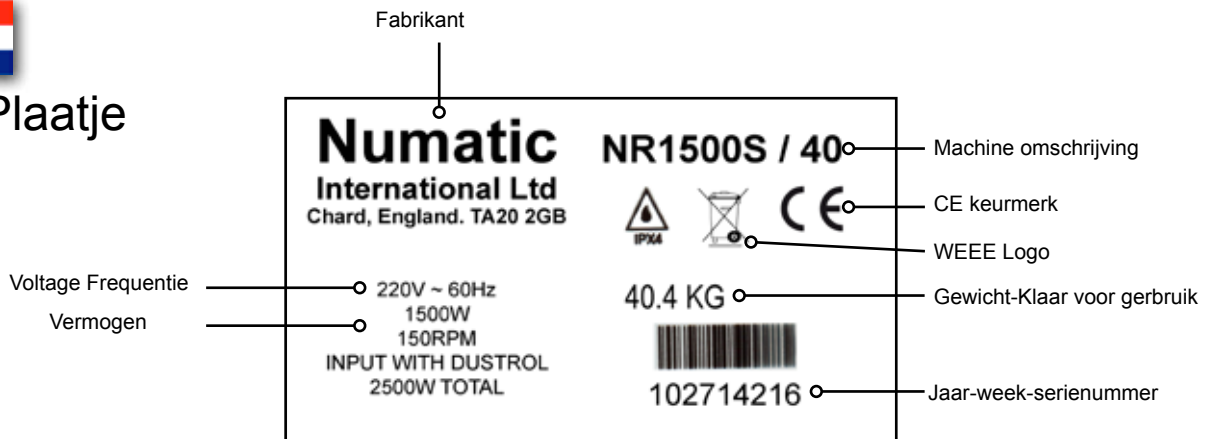 Fabrikant
Plaatje
Numatic
International Ltd
Chard, England. TA20 2GB
NR1500S / 40
Machine omschrijving
IPX4
CE
CE keurmerk
WEEE Logo
Voltage Frequentie
220V ~ 60Hz
Vermogen
1500W
150RPM
INPUT WITH DUSTROL
2500W TOTAL
40.4 KG
Gewicht-Klaar voor gerbruik
102714216
Jaar-week-serienummer